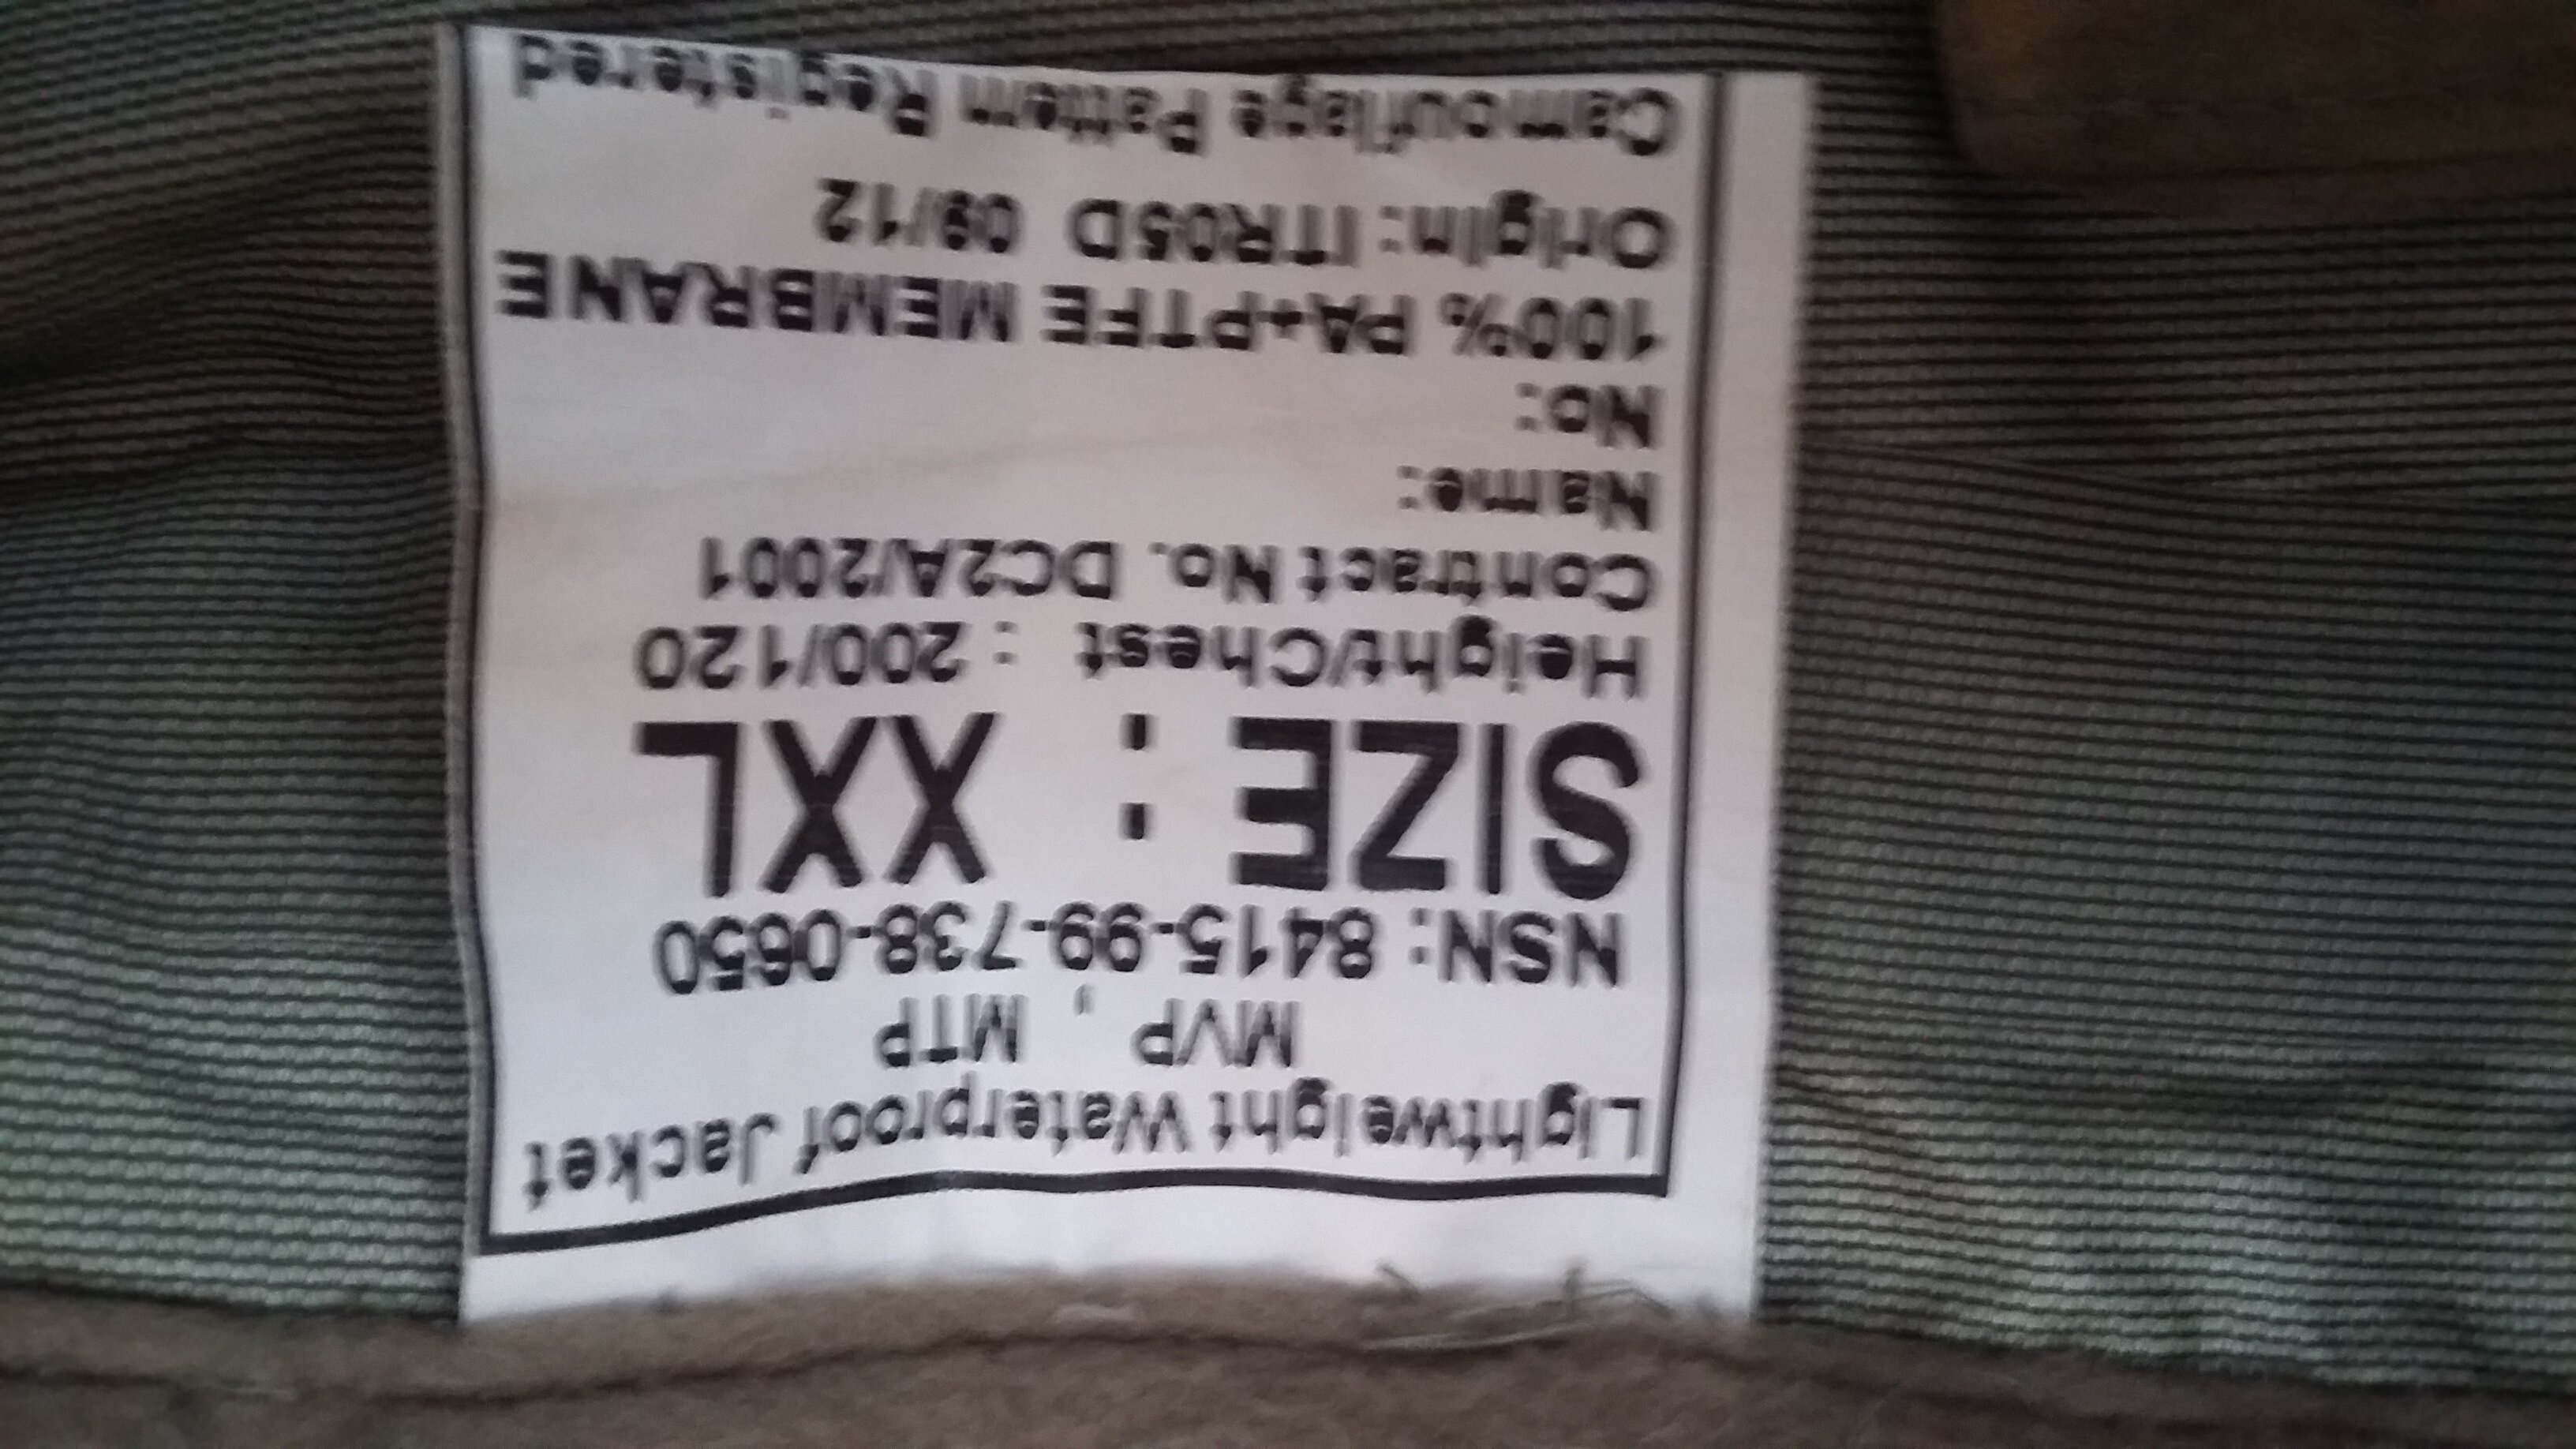 Lightweight Waterproof Jacket
MVP, MTP
NSN: 8415-99-738-0650
SIZE : XXL
Height/Chest : 200/120
Contract No. DC2A/2001
Name:
No:
100% PA+PTFE MEMBRANE
Origin: ITR05D 09/12
Camouflage Pattern Registered